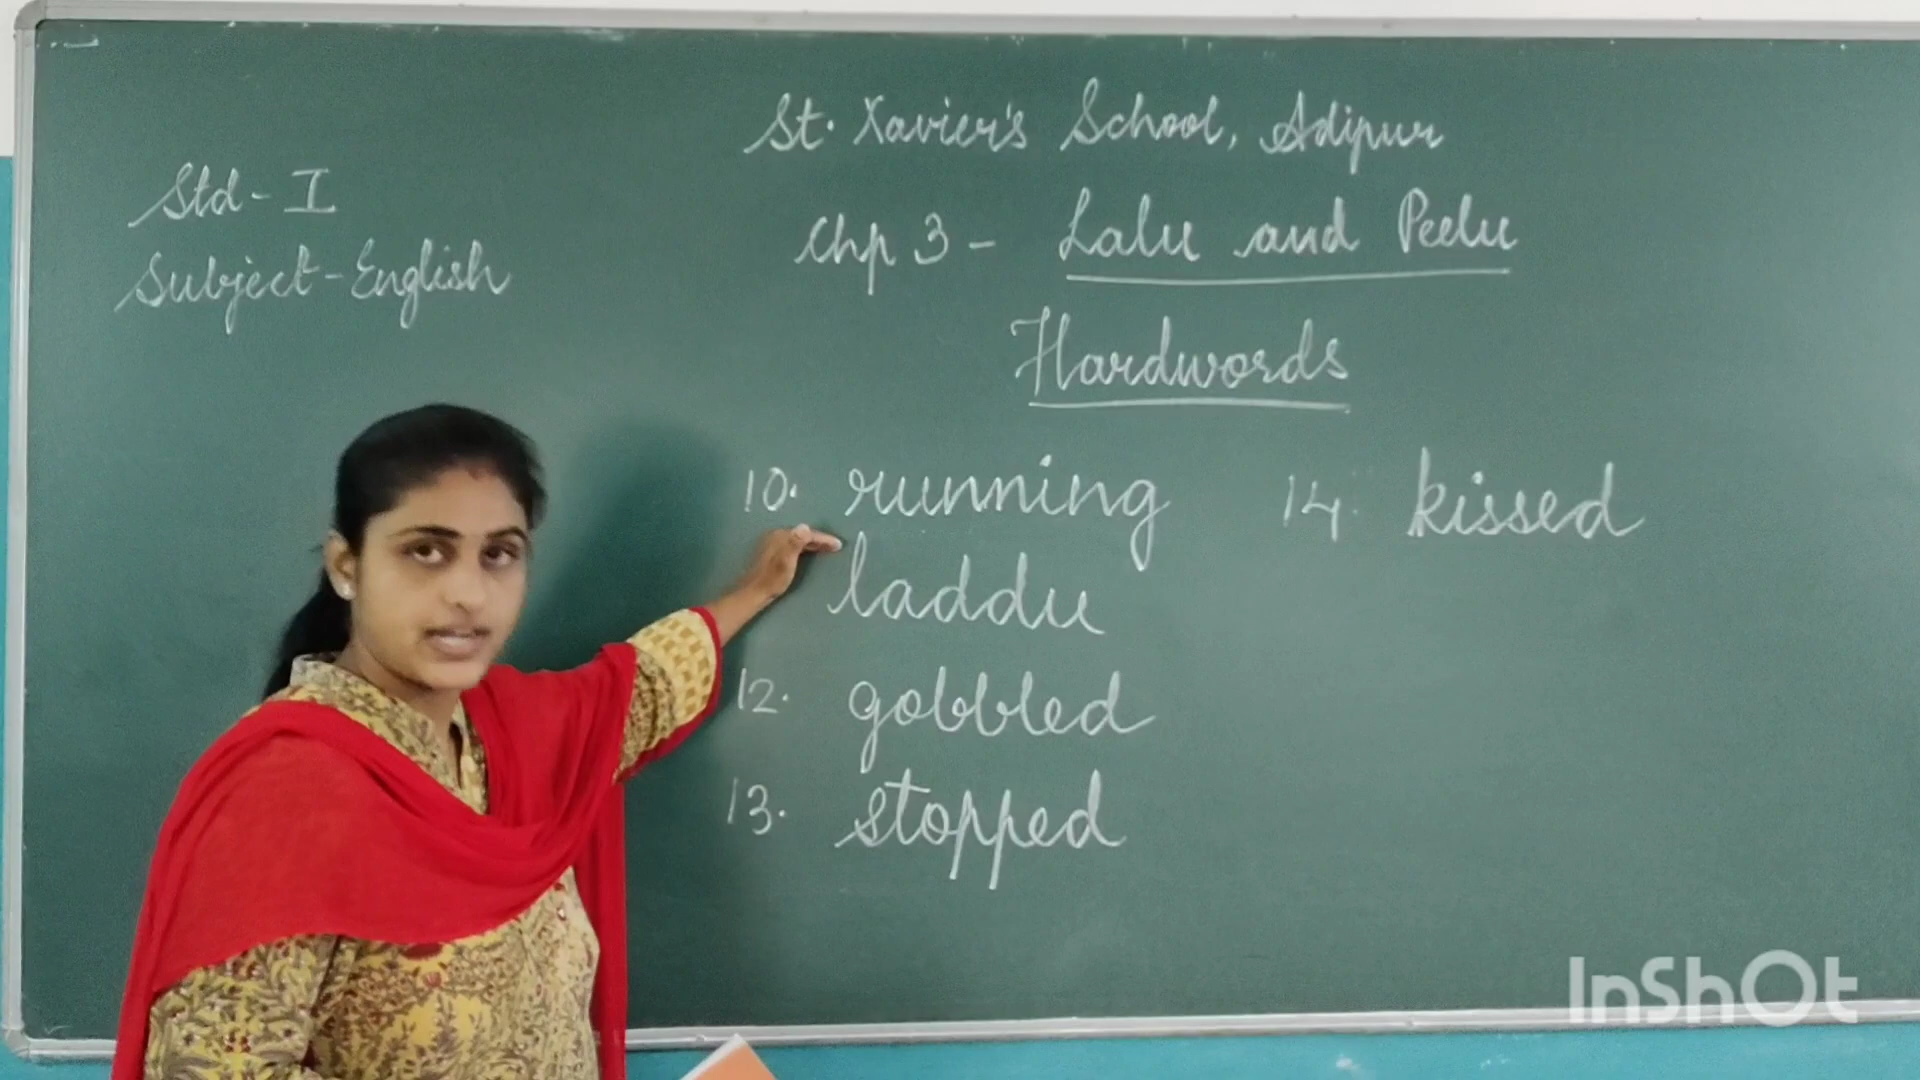 St. Xavier's School, Adipur
Std - I
Chp 3 - Lalu and Peelu
Subject - English
Hardwords
10. running
14. kissed
laddu
12. gobbled
13. stopped
InShOt